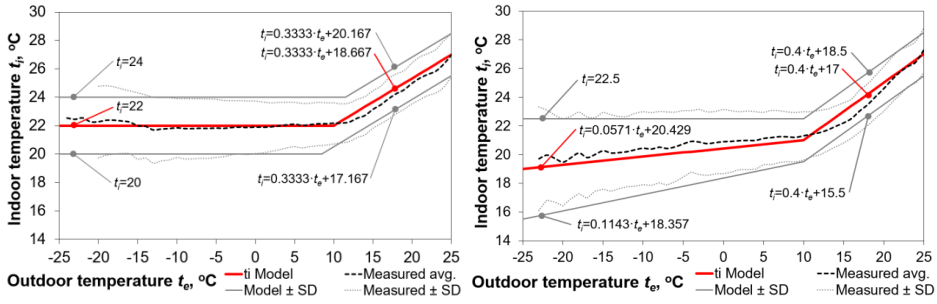 30
28
26
24
22
20
18
16
14
Indoor temperature tᵢ, ºC
tᵢ=24
tᵢ=22
tᵢ=20
tᵢ=0.3333·tₑ+20.167
tᵢ=0.3333·tₑ+18.667
tᵢ=0.3333·tₑ+17.167
-25 -20 -15 -10 -5 0 5 10 15 20 25
Outdoor temperature tₑ, ºC
ti Model
Measured avg.
Model ± SD
Measured ± SD
30
28
26
24
22
20
18
16
14
Indoor temperature tᵢ, ºC
tᵢ=22.5
tᵢ=0.0571·tₑ+20.429
tᵢ=0.1143·tₑ+18.357
tᵢ=0.4·tₑ+18.5
tᵢ=0.4·tₑ+17
tᵢ=0.4·tₑ+15.5
-25 -20 -15 -10 -5 0 5 10 15 20 25
Outdoor temperature tₑ, ºC
ti Model
Measured avg.
Model ± SD
Measured ± SD